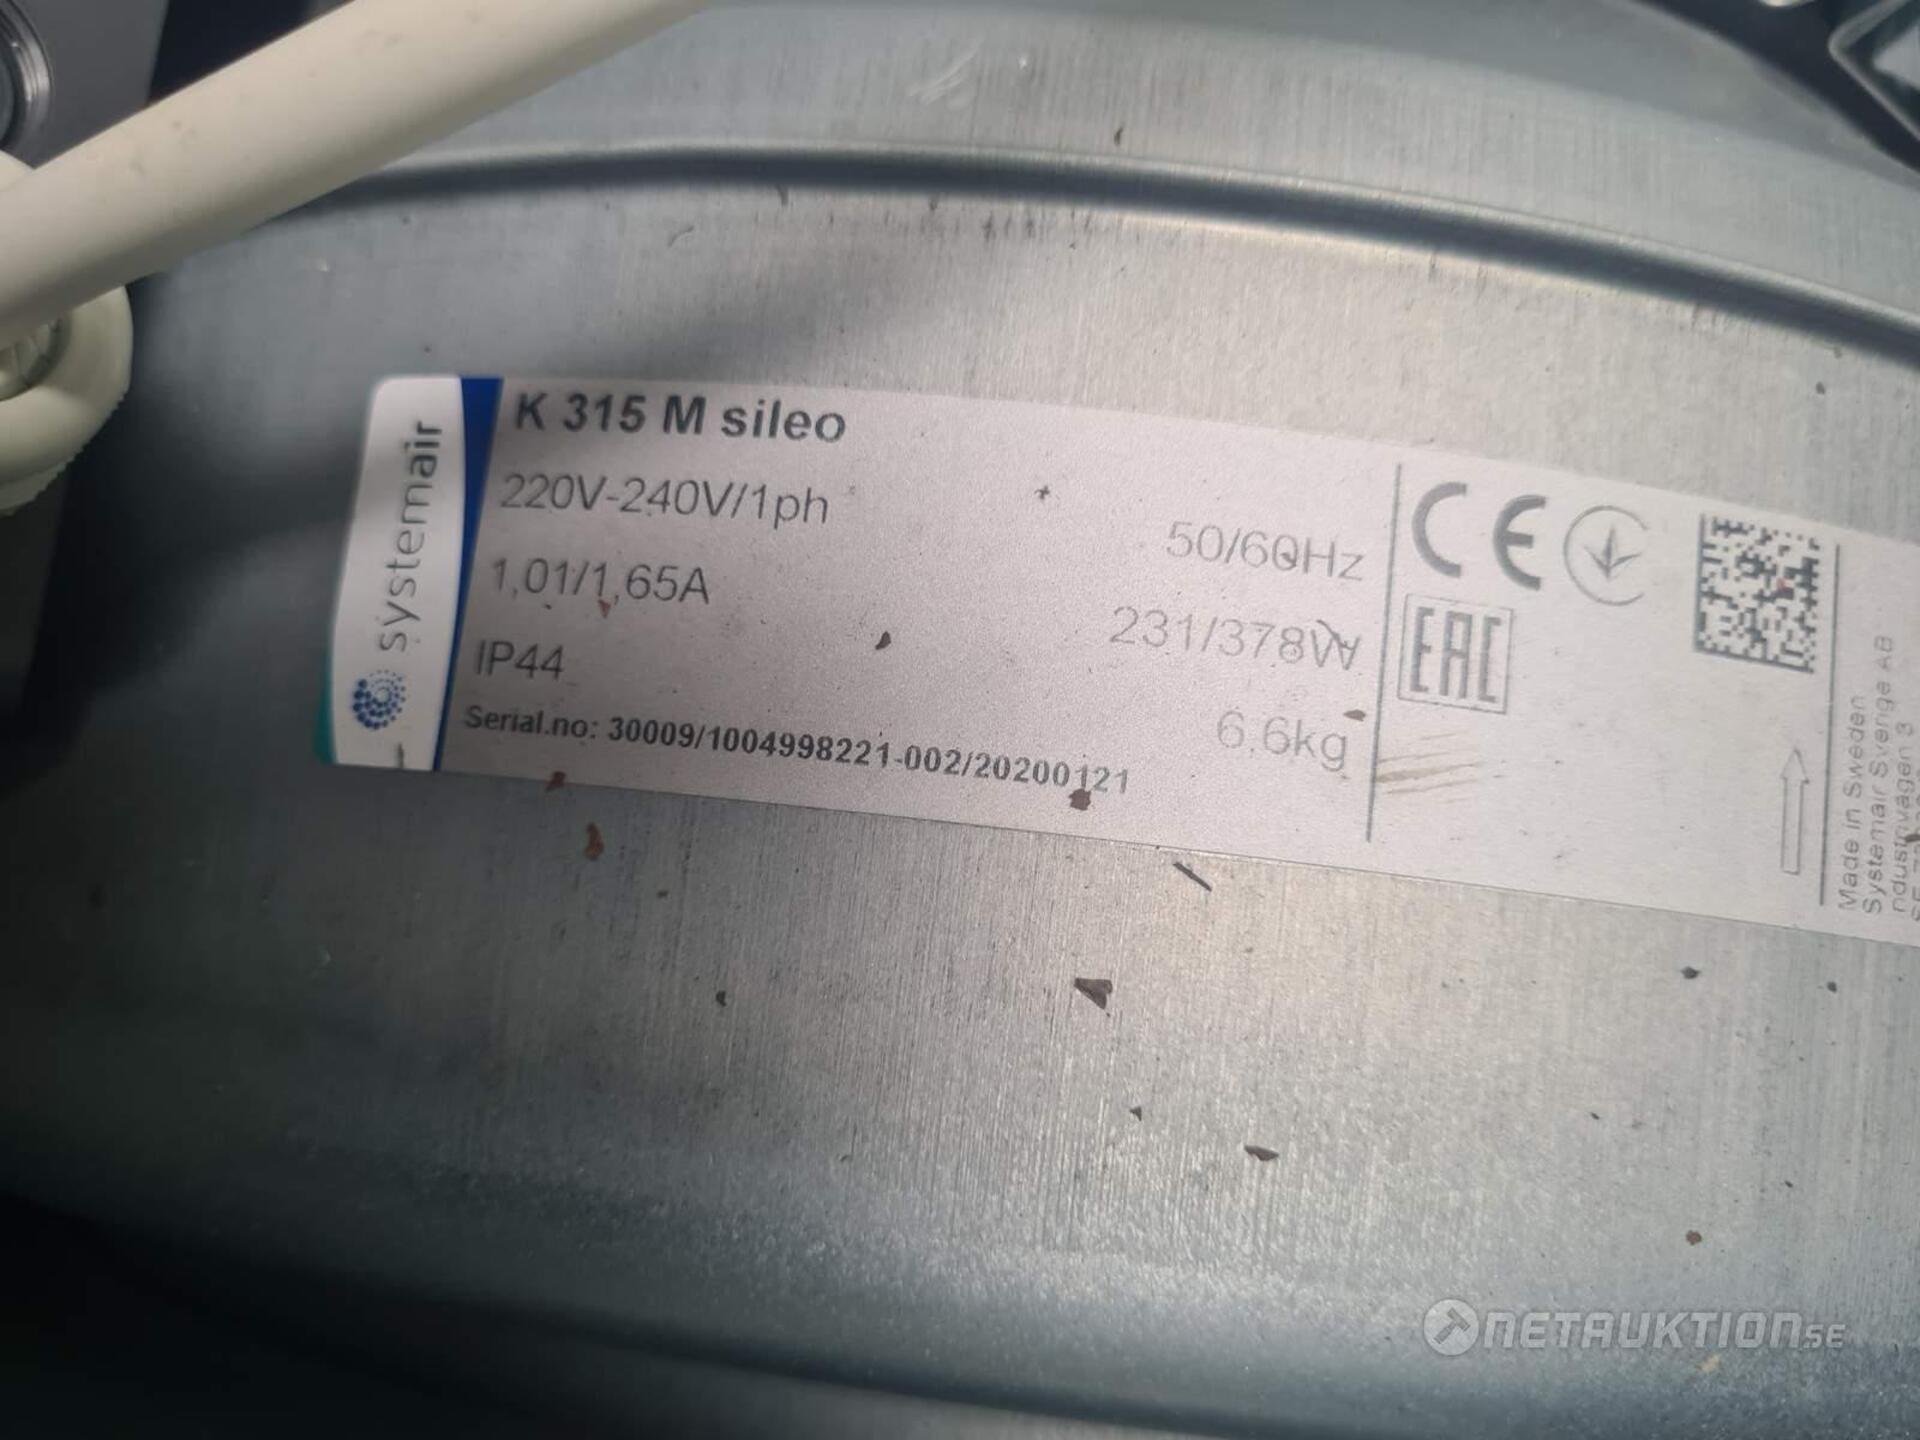 systemair
K 315 M sileo
220V-240V/1ph
50/60Hz
1,01/1,65A
231/378W
IP44
6.6kg
Serial.no: 30009/1004998221-002/20200121
CE
EAC
Made in Sweden
Systemair Sverige AB
ndustrivägen 3
NETAUKTION.SE